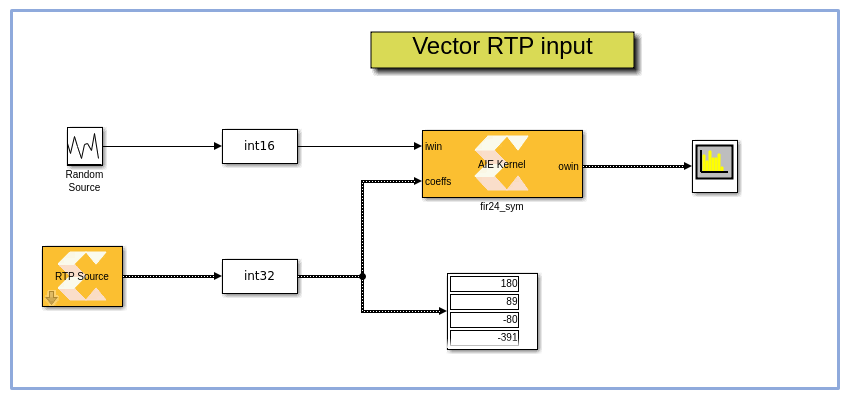 Vector RTP input
int16
Random
Source
iwin
AIE Kernel
owin
coeffs
fir24_sym
RTP Source
int32
180
89
-80
-391